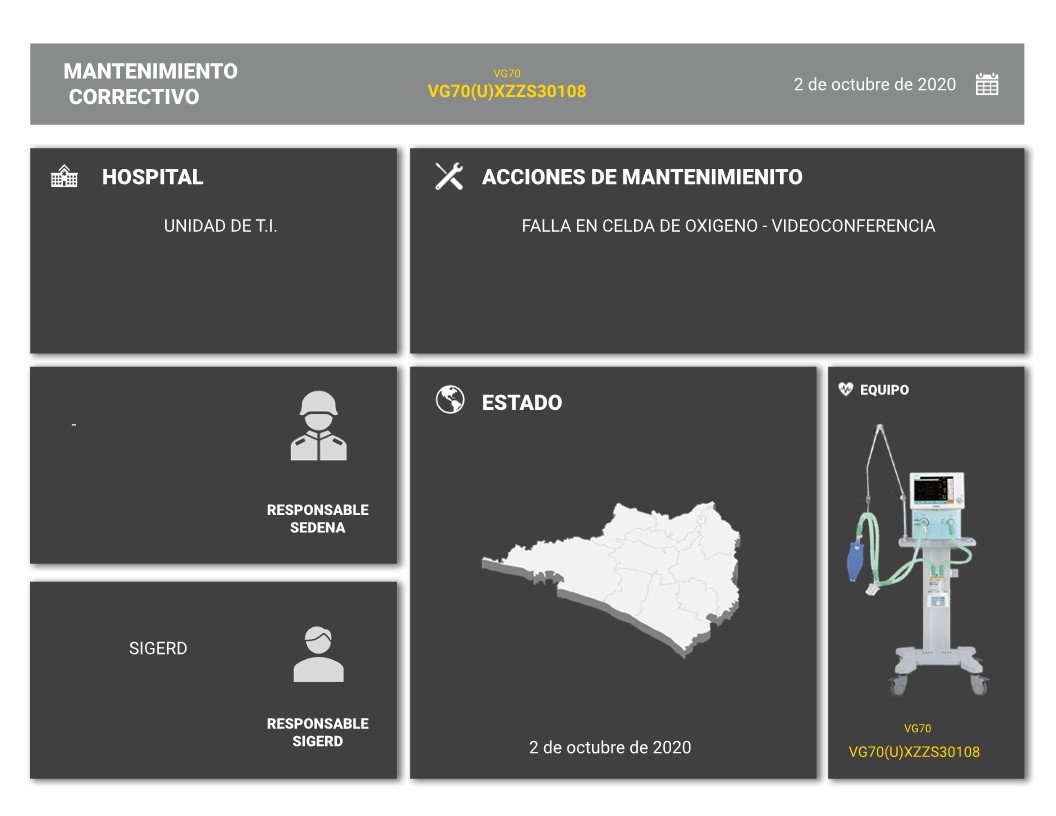 MANTENIMIENTO
CORRECTIVO
VG70
VG70(U)XZZS30108
2 de octubre de 2020
HOSPITAL
UNIDAD DE T.I.
ACCIONES DE MANTENIMIENITO
FALLA EN CELDA DE OXIGENO - VIDEOCONFERENCIA
-
RESPONSABLE
SEDENA
SIGERD
RESPONSABLE
SIGERD
ESTADO
2 de octubre de 2020
EQUIPO
VG70
VG70(U)XZZS30108